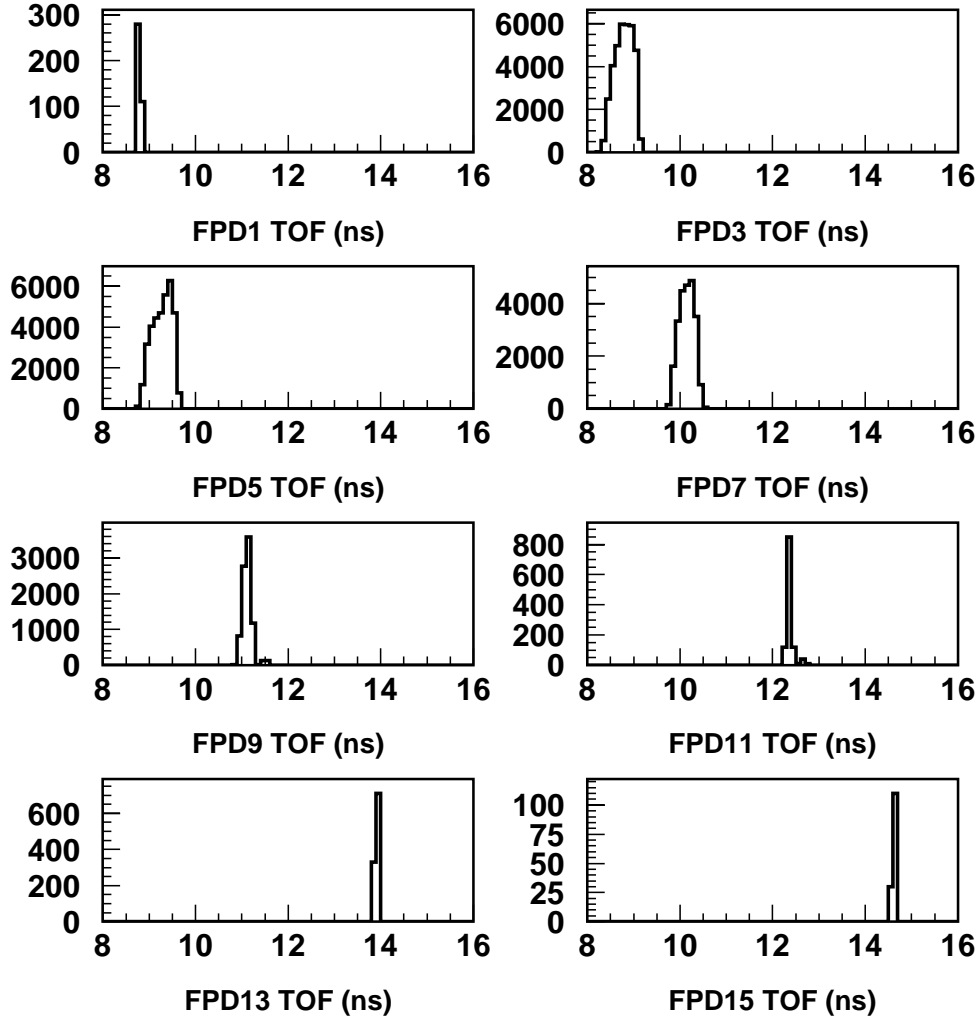 300
200
100
0
8 10 12 14 16
FPD1 TOF (ns)
6000
4000
2000
0
8 10 12 14 16
FPD3 TOF (ns)
6000
4000
2000
0
8 10 12 14 16
FPD5 TOF (ns)
4000
2000
0
8 10 12 14 16
FPD7 TOF (ns)
3000
2000
1000
0
8 10 12 14 16
FPD9 TOF (ns)
800
600
400
200
0
8 10 12 14 16
FPD11 TOF (ns)
600
400
200
0
8 10 12 14 16
FPD13 TOF (ns)
100
75
50
25
0
8 10 12 14 16
FPD15 TOF (ns)